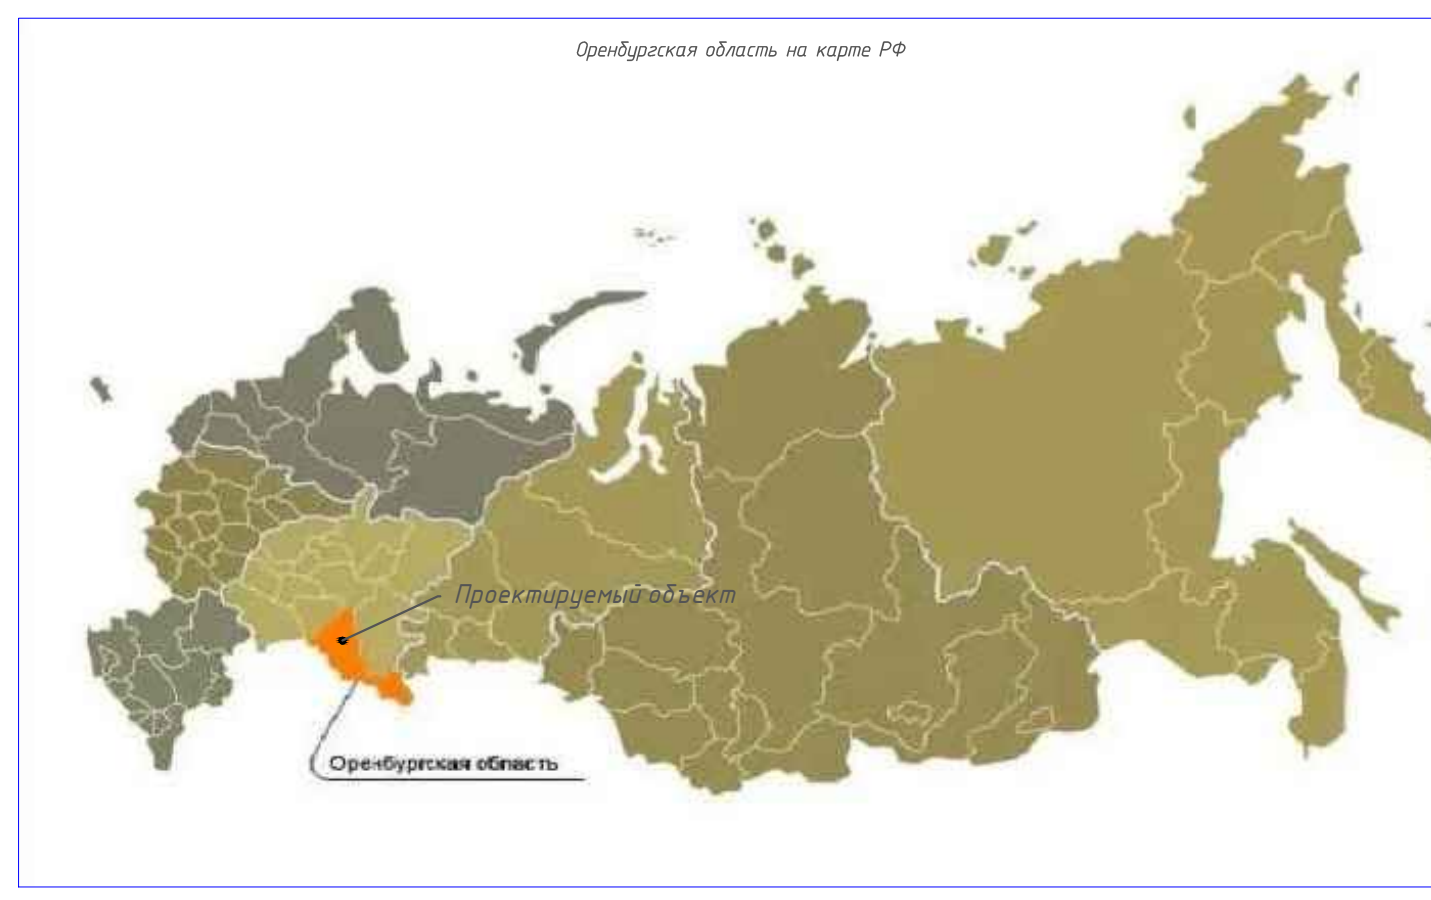 Оренбургская область на карте РФ
Проектируемый объект
Оренбургская область